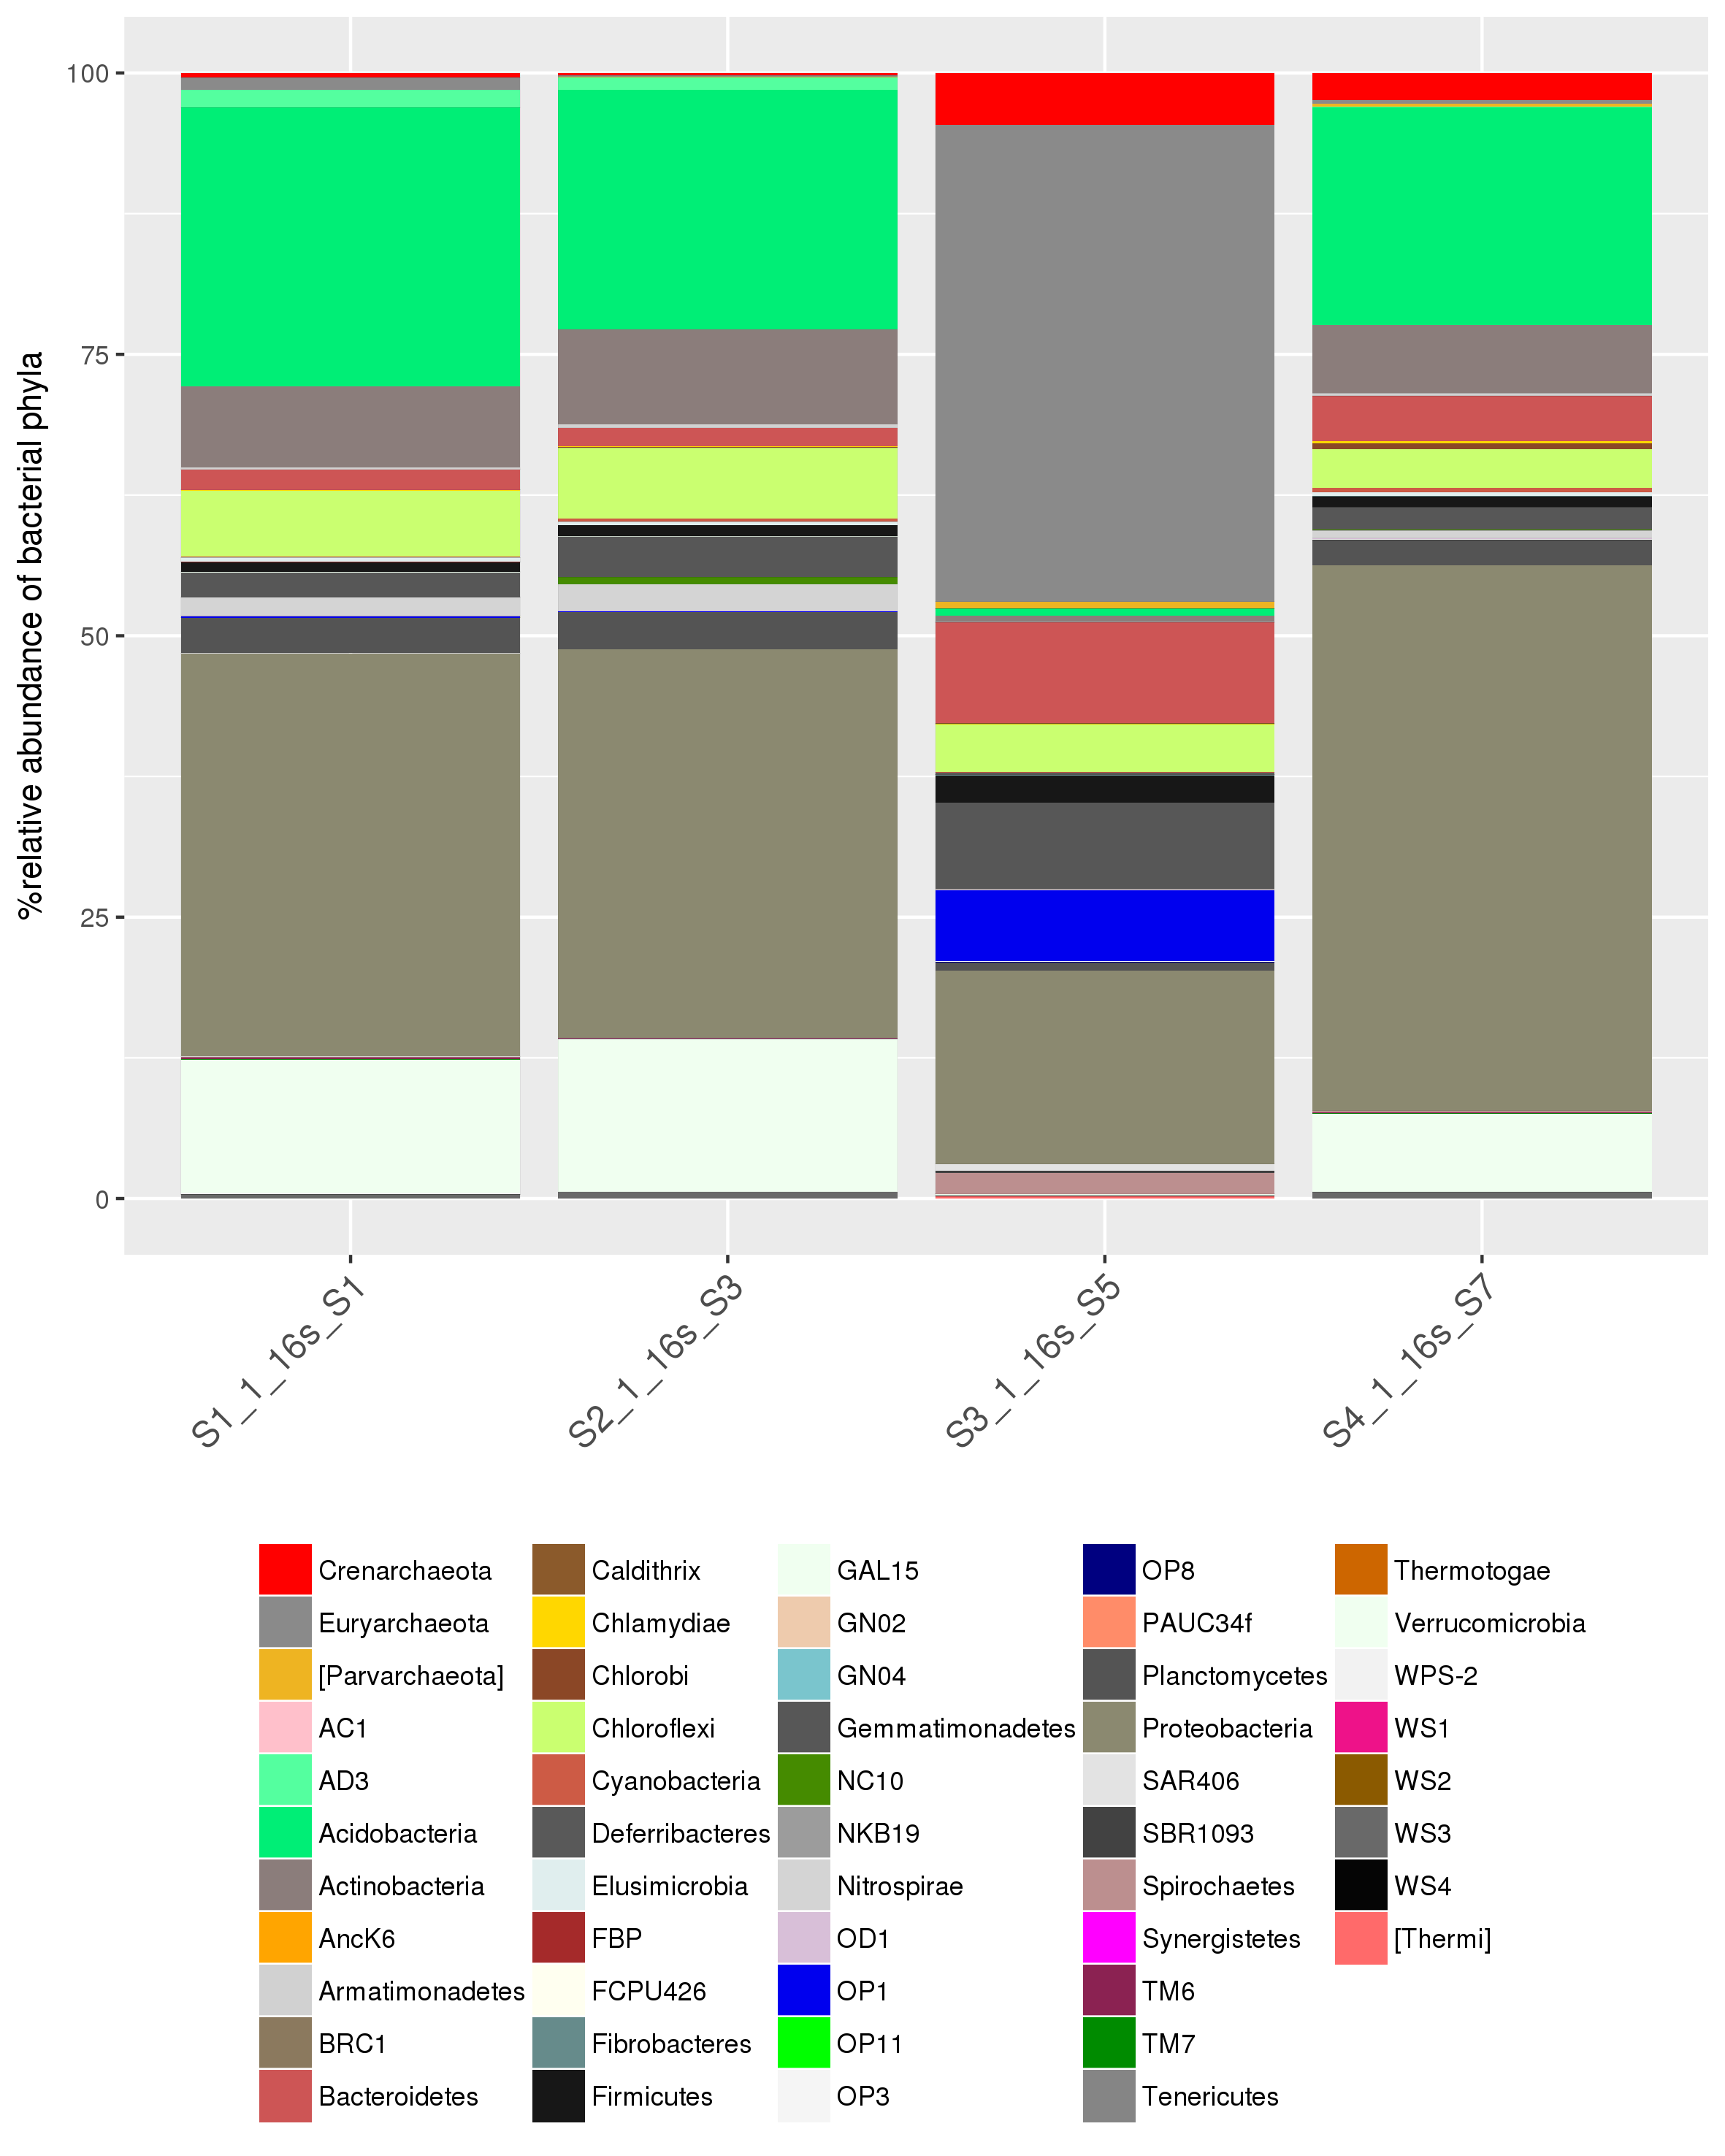 %relative abundance of bacterial phyla
100
75
50
25
0
S1_1_16s_S1
S2_1_16s_S3
S3_1_16s_S5
S4_1_16s_S7
Crenarchaeota
Euryarchaeota
[Parvarchaeota]
AC1
AD3
Acidobacteria
Actinobacteria
AncK6
Armatimonadetes
BRC1
Bacteroidetes
Caldithrix
Chlamydiae
Chlorobi
Chloroflexi
Cyanobacteria
Deferribacteres
Elusimicrobia
FBP
FCPU426
Fibrobacteres
Firmicutes
GAL15
GN02
GN04
Gemmatimonadetes
NC10
NKB19
Nitrospirae
OD1
OP1
OP11
OP3
OP8
PAUC34f
Planctomycetes
Proteobacteria
SAR406
SBR1093
Spirochaetes
Synergistetes
TM6
TM7
Tenericutes
Thermotogae
Verrucomicrobia
WPS-2
WS1
WS2
WS3
WS4
[Thermi]